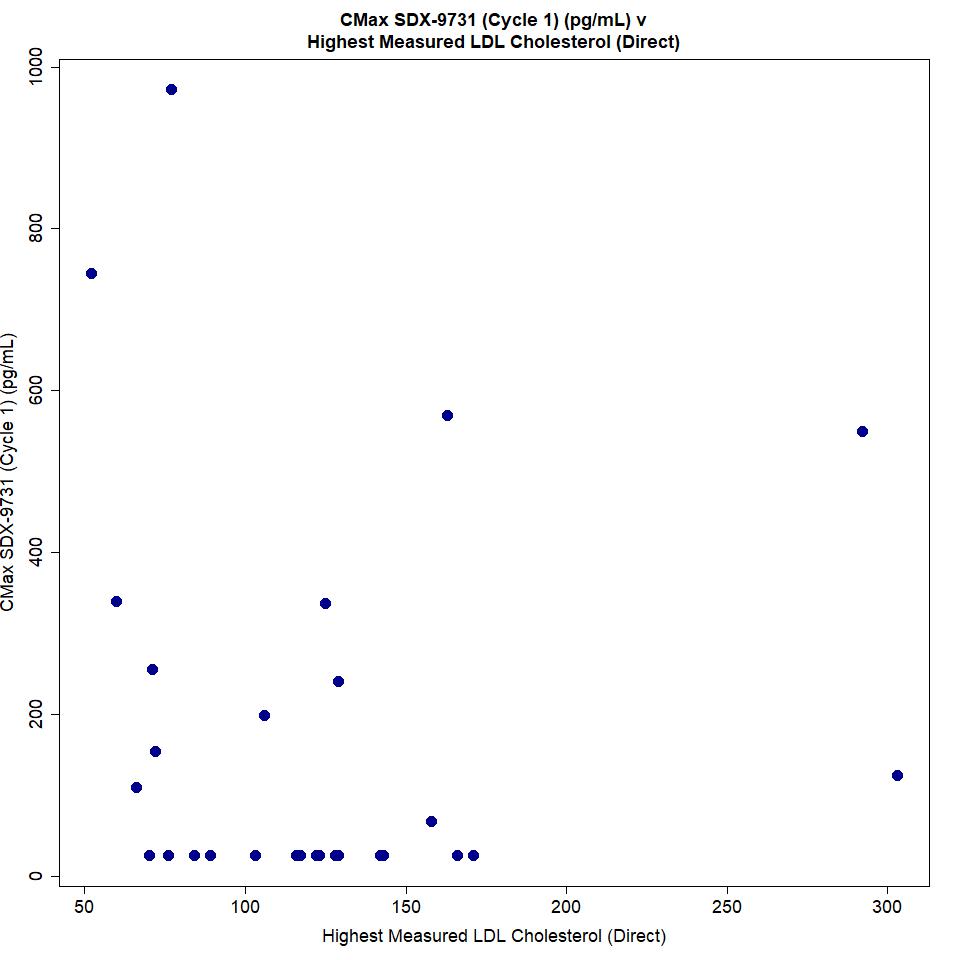 CMax SDX-9731 (Cycle 1) (pg/mL) v
Highest Measured LDL Cholesterol (Direct)
CMax SDX-9731 (Cycle 1) (pg/mL)
1000
800
600
400
200
0
50 100 150 200 250 300
Highest Measured LDL Cholesterol (Direct)